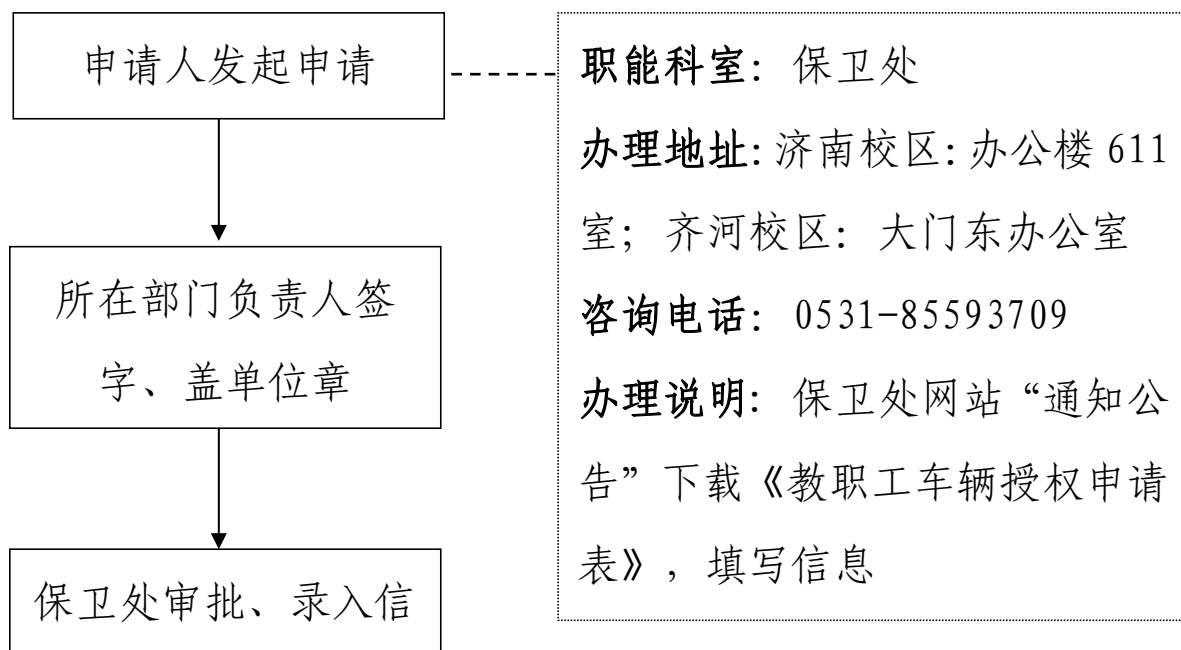 申请人发起申请
所在部门负责人签
字、盖单位章
保卫处审批、录入信
职能科室：保卫处
办理地址：济南校区：办公楼 611
室；齐河校区：大门东办公室
咨询电话：0531-85593709
办理说明：保卫处网站“通知公
告”下载《教职工车辆授权申请
表》，填写信息